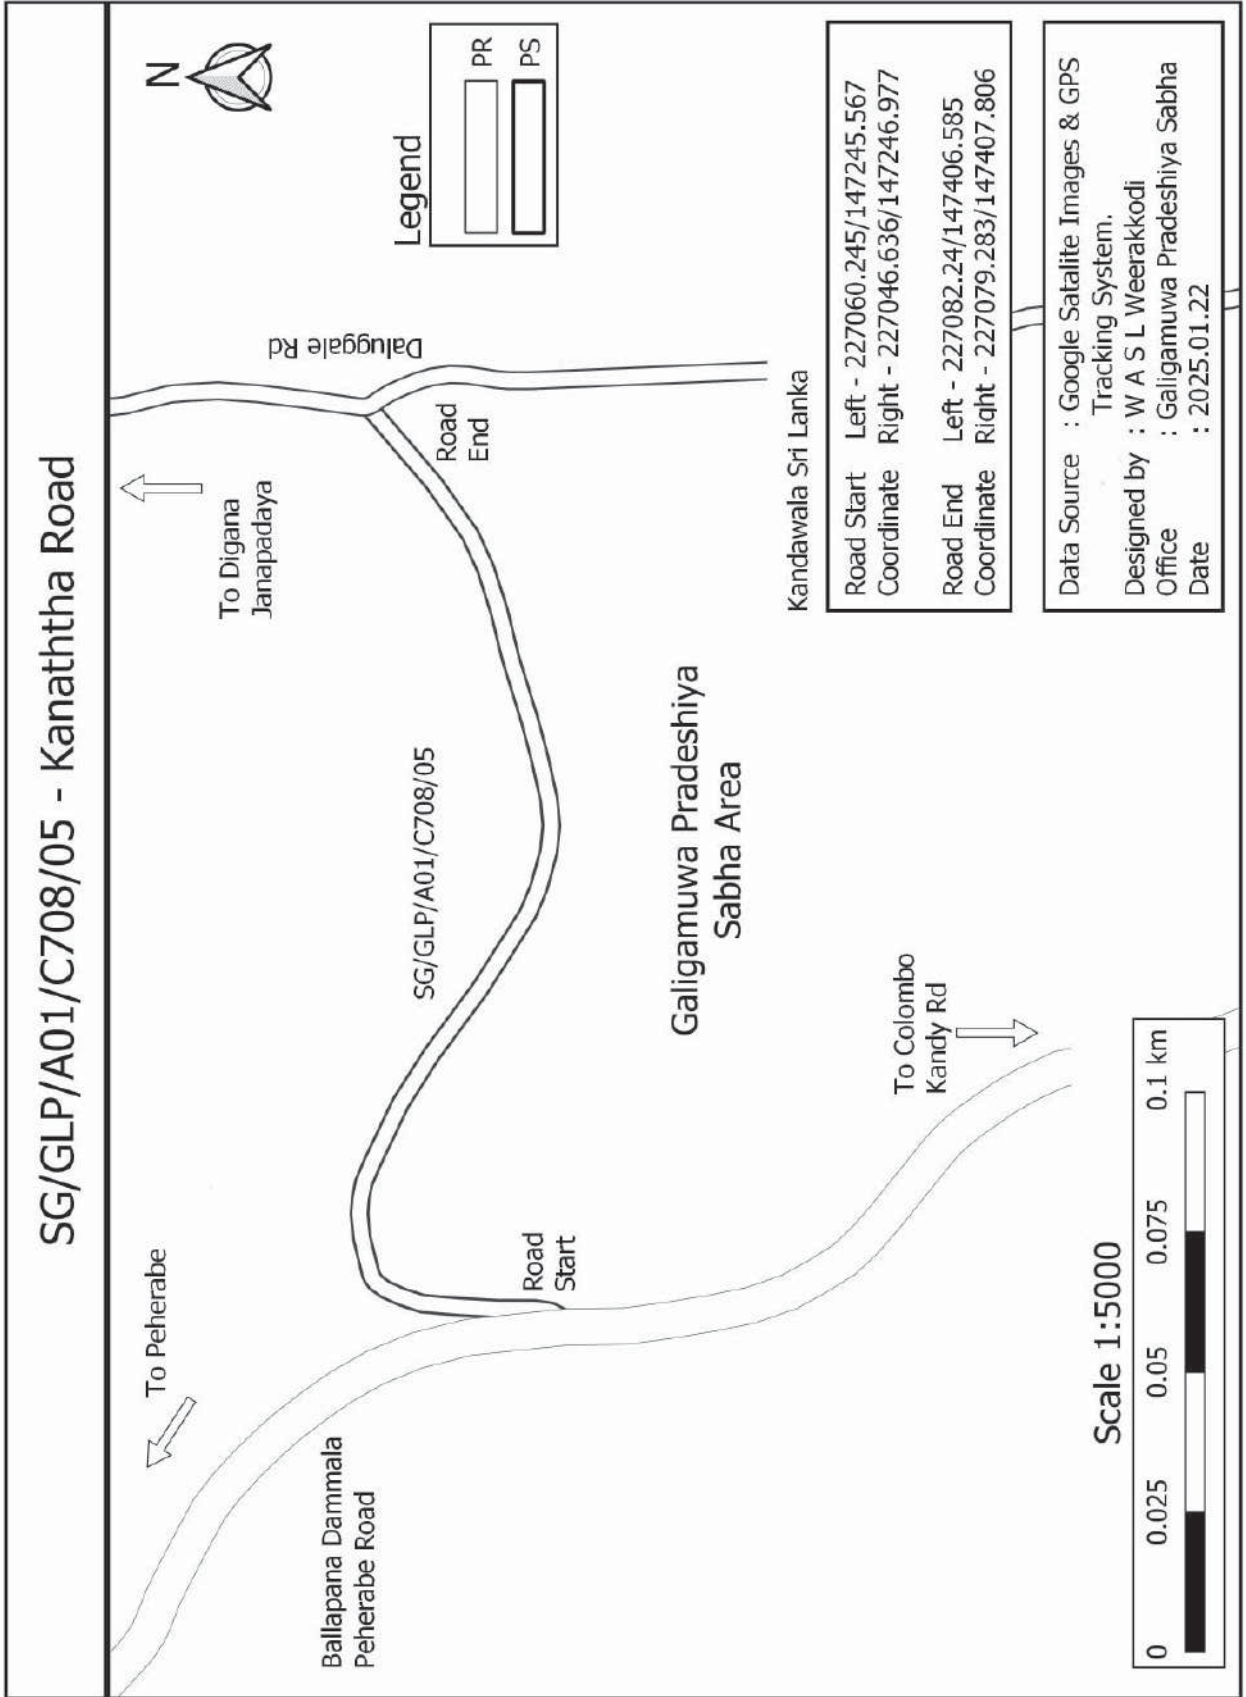 SG/GLP/A01/C708/05 - Kanaththa Road
N
To Peherabe
To Digana
Janapadaya
Daluggale Rd
Legend
PR
PS
Ballapana Dammala
Peherabe Road
SG/GLP/A01/C708/05
Road
Start
Road
End
Galigamuwa Pradeshiya
Sabha Area
To Colombo
Kandy Rd
Kandawala Sri Lanka
Road Start Left - 227060.245/147245.567
Coordinate Right - 227046.636/147246.977
Road End Left - 227082.24/147406.585
Coordinate Right - 227079.283/147407.806
Data Source : Google Satalite Images & GPS
Tracking System.
Designed by : W A S L Weerakkodi
Office : Galigamuwa Pradeshiya Sabha
Date : 2025.01.22
Scale 1:5000
0 0.025 0.05 0.075 0.1 km